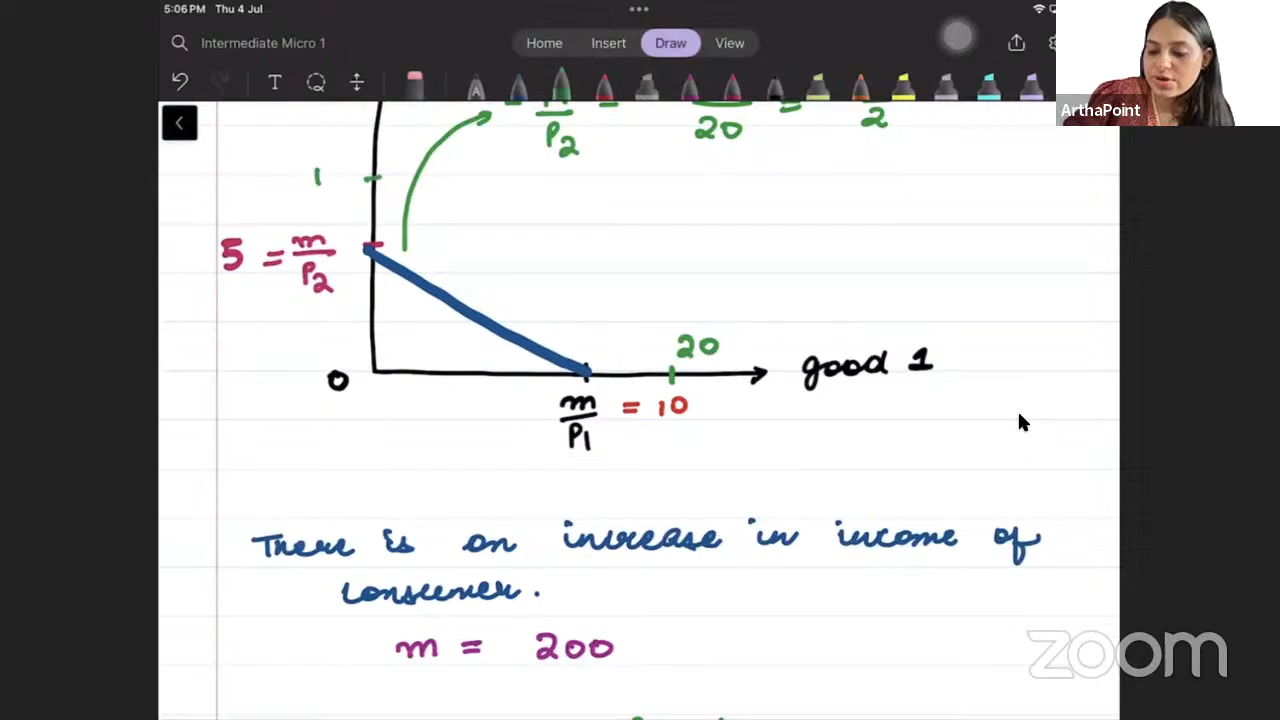 5:06 PM Thu 4 Jul
Intermediate Micro 1
Home Insert Draw View
ArthaPoint
P2 20 2
1
5 = m/P2
20
0
good 1
m/P1 = 10
There is an increase in income of
consumer.
m = 200
zoom